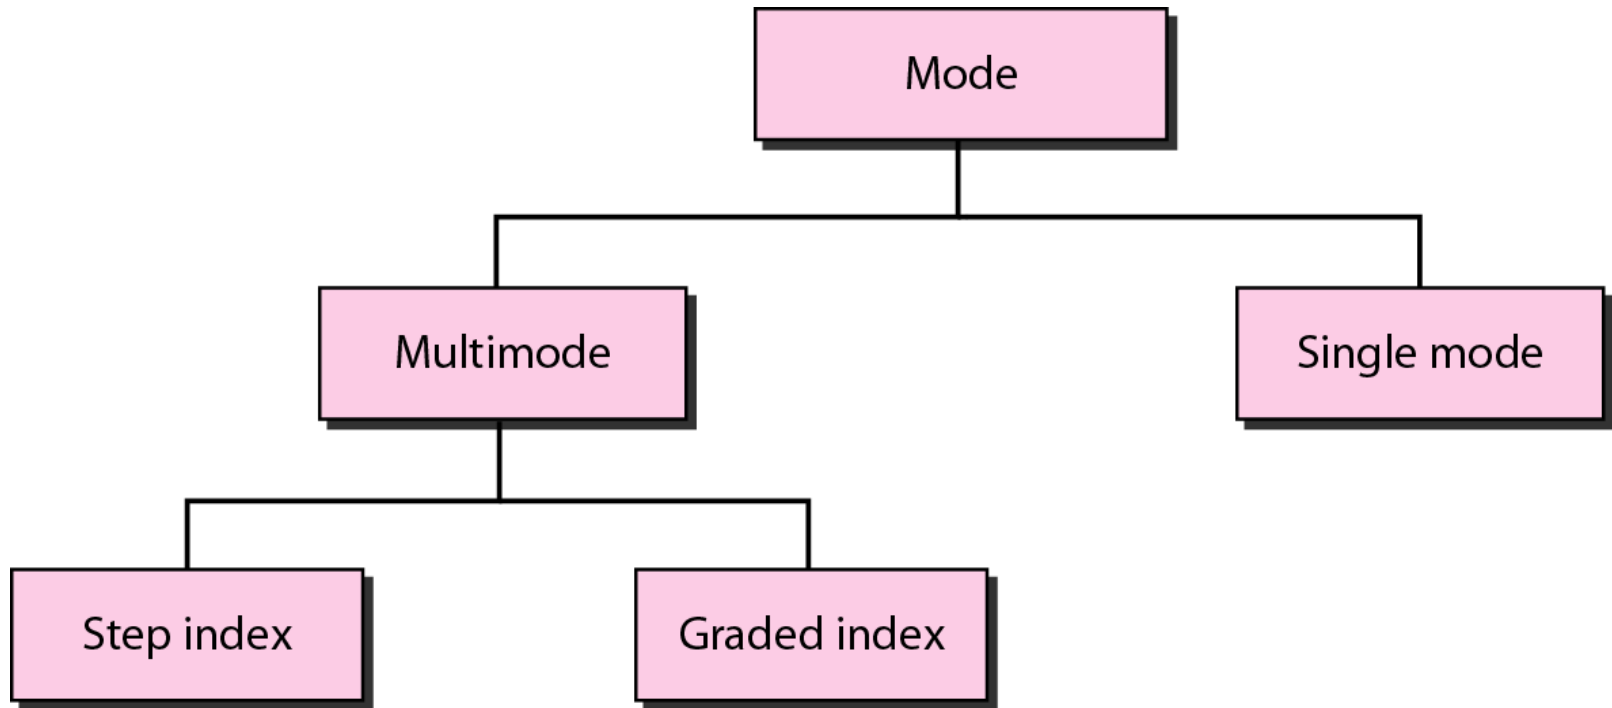 Mode
Multimode
Single mode
Step index
Graded index